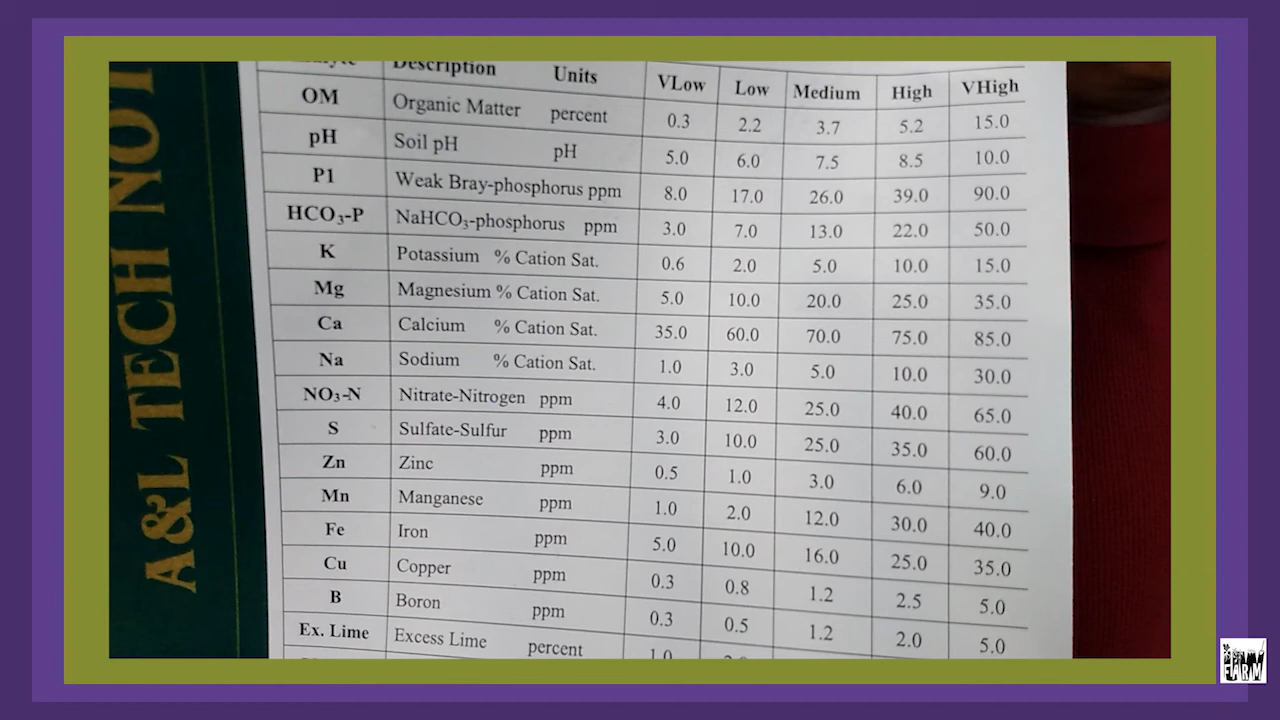 A&L TECH NOT
Description Units VLow Low Medium High VHigh
OM Organic Matter percent 0.3 2.2 3.7 5.2 15.0
pH Soil pH pH 5.0 6.0 7.5 8.5 10.0
P1 Weak Bray-phosphorus ppm 8.0 17.0 26.0 39.0 90.0
HCO₃-P NaHCO₃-phosphorus ppm 3.0 7.0 13.0 22.0 50.0
K Potassium % Cation Sat. 0.6 2.0 5.0 10.0 15.0
Mg Magnesium % Cation Sat. 5.0 10.0 20.0 25.0 35.0
Ca Calcium % Cation Sat. 35.0 60.0 70.0 75.0 85.0
Na Sodium % Cation Sat. 1.0 3.0 5.0 10.0 30.0
NO₃-N Nitrate-Nitrogen ppm 4.0 12.0 25.0 40.0 65.0
S Sulfate-Sulfur ppm 3.0 10.0 25.0 35.0 60.0
Zn Zinc ppm 0.5 1.0 3.0 6.0 9.0
Mn Manganese ppm 1.0 2.0 12.0 30.0 40.0
Fe Iron ppm 5.0 10.0 16.0 25.0 35.0
Cu Copper ppm 0.3 0.8 1.2 2.5 5.0
B Boron ppm 0.3 0.5 1.2 2.0 5.0
Ex. Lime Excess Lime percent 1.0
FARM